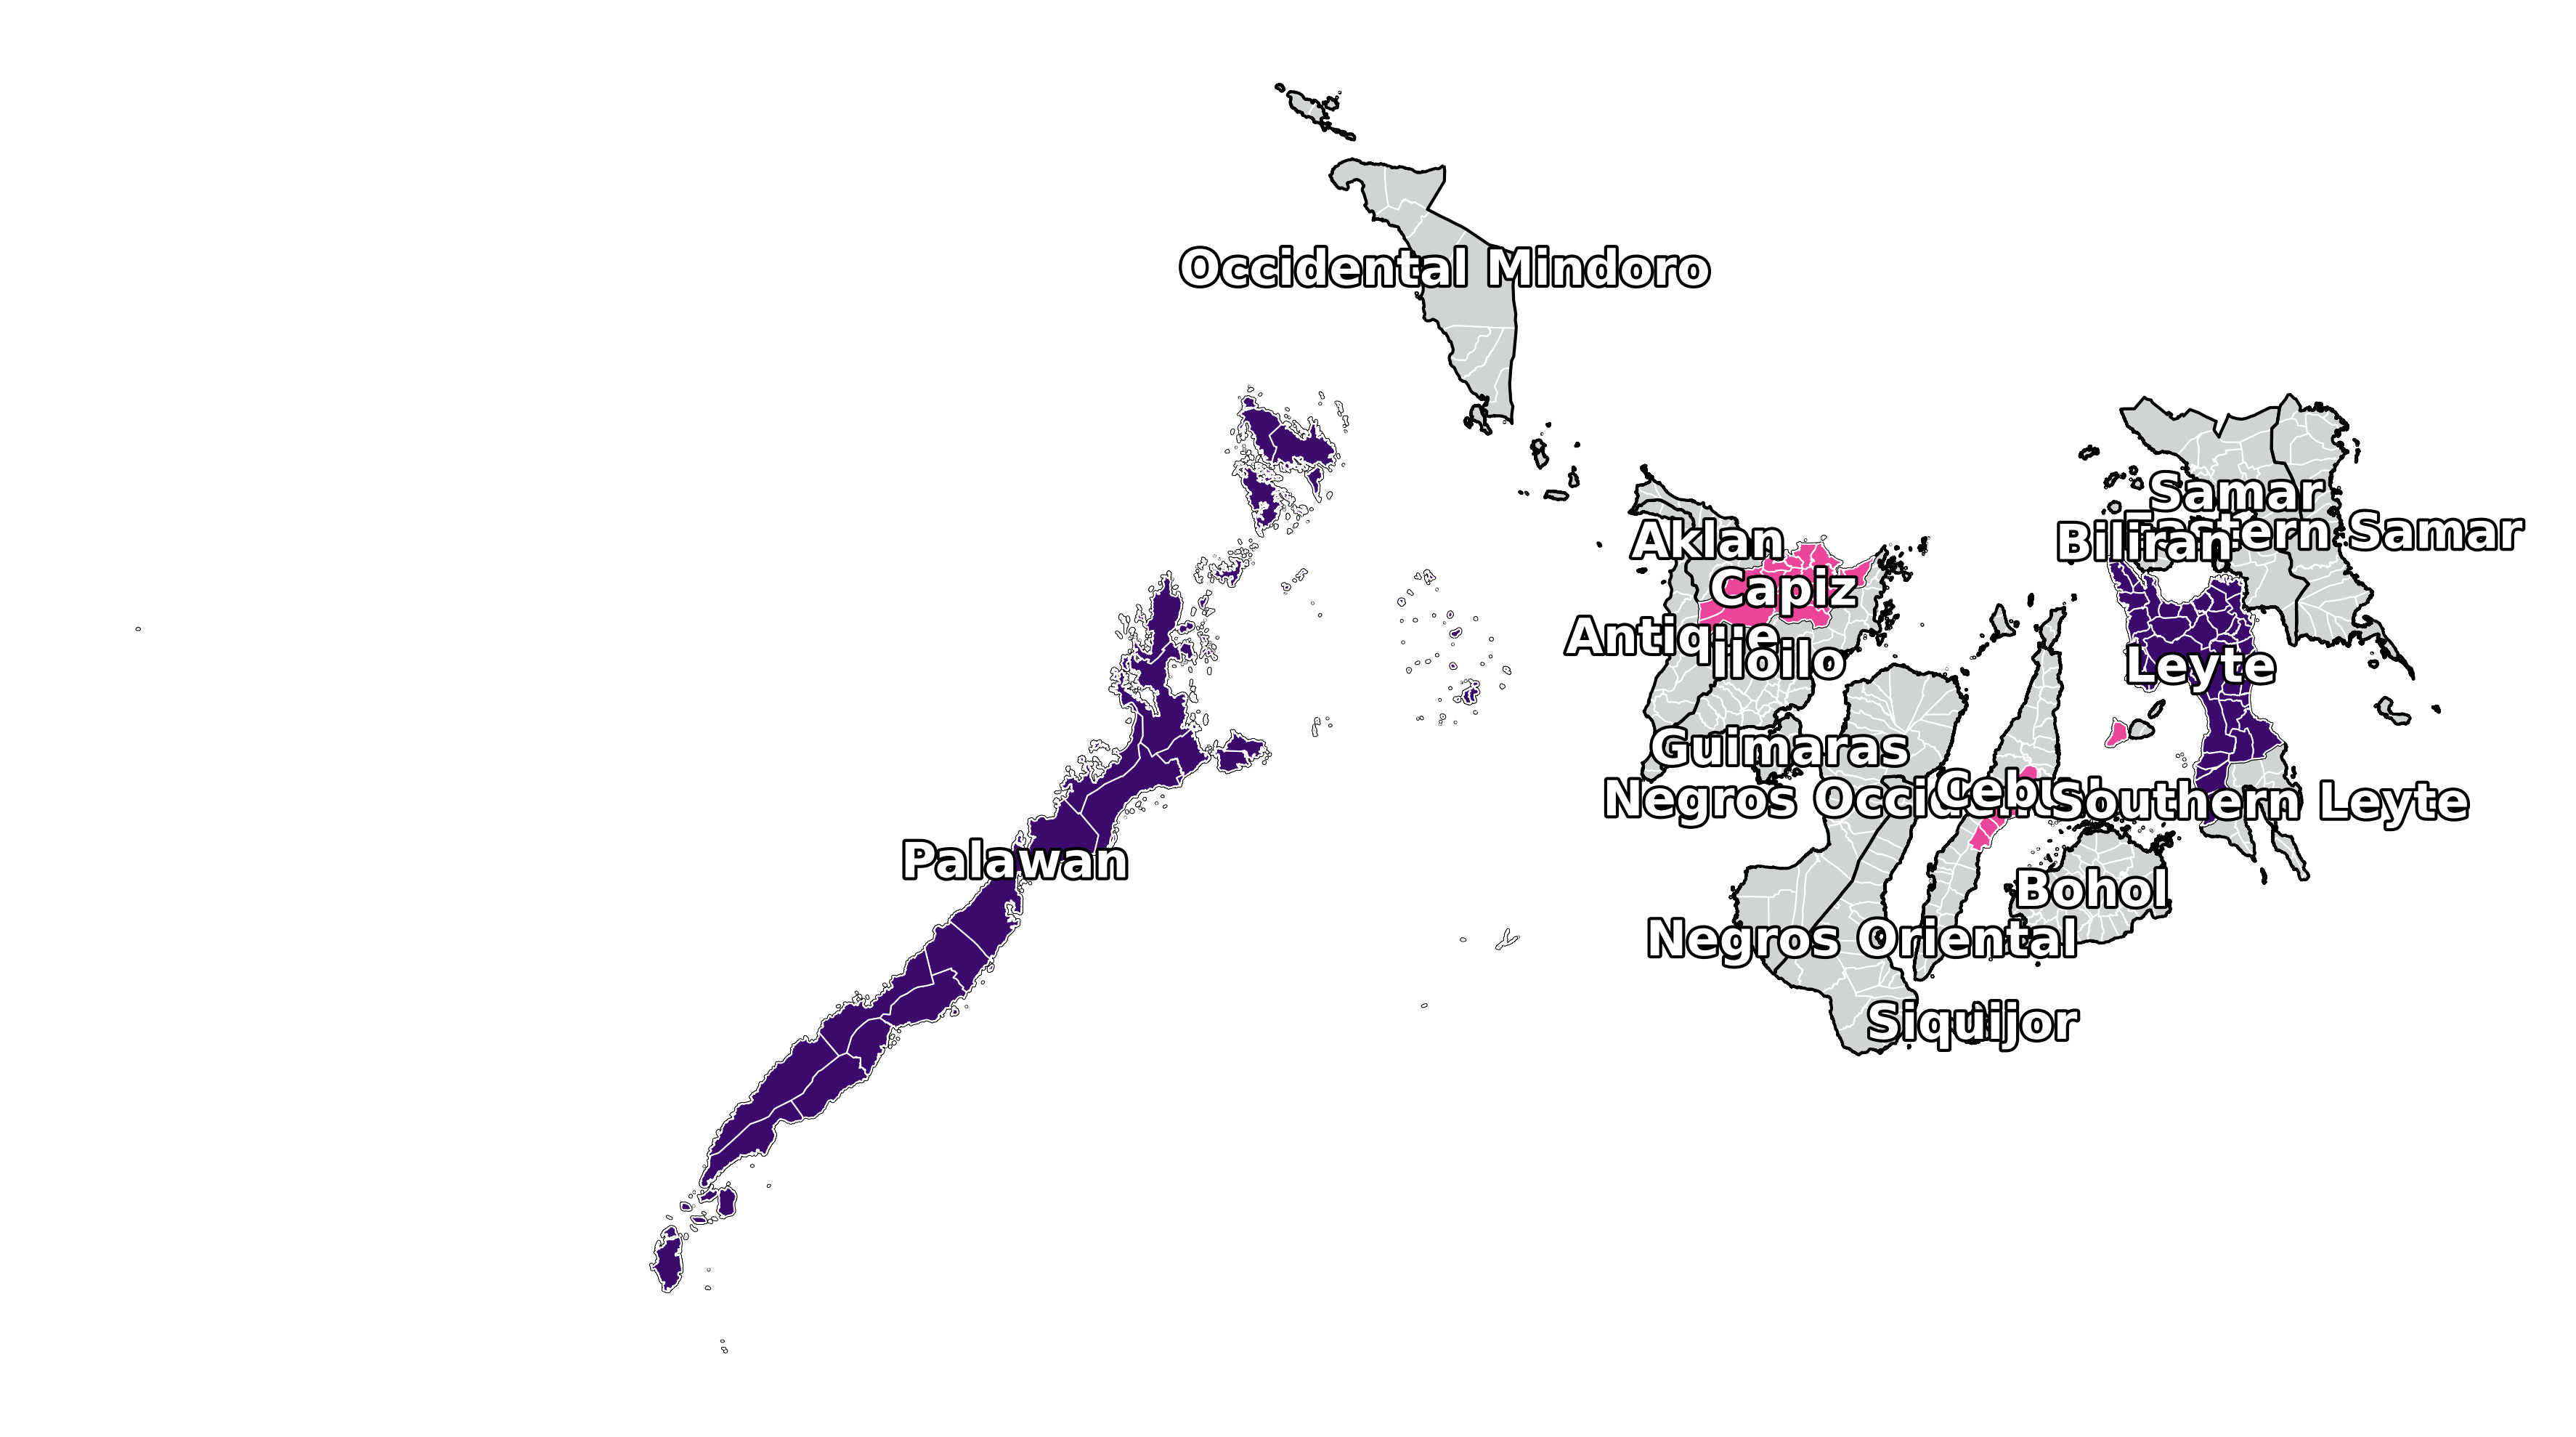 Occidental Mindoro
Samar
Eastern Samar
Biliran
Aklan
Capiz
Antique
Iloilo
Leyte
Guimaras
Negros Occidental
Cebu
Southern Leyte
Palawan
Bohol
Negros Oriental
Siquijor